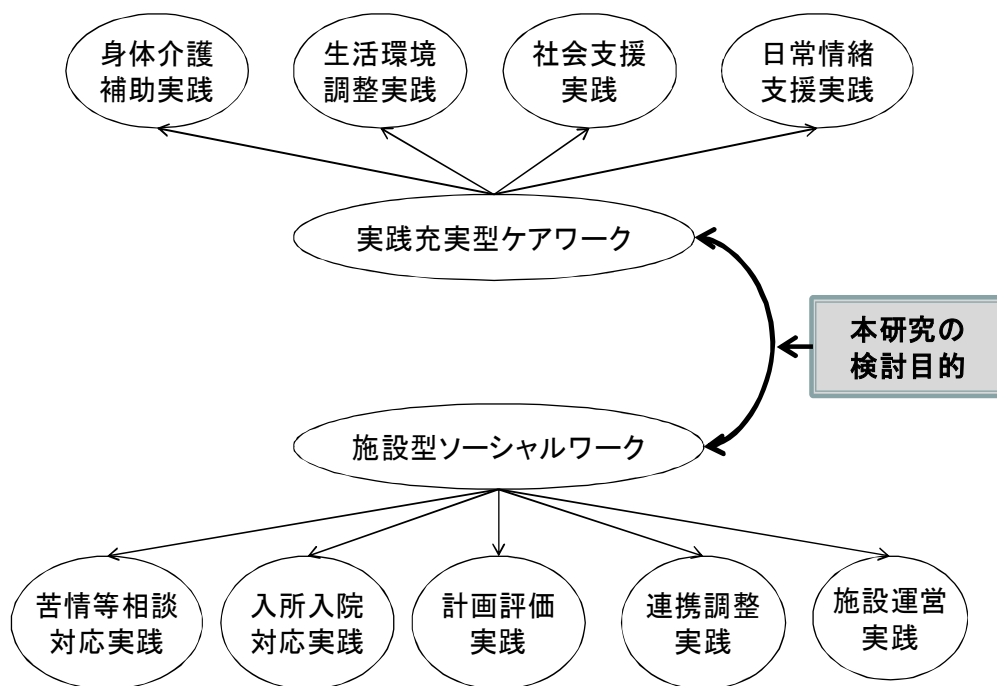 身体介護
補助実践
生活環境
調整実践
社会支援
実践
日常情緒
支援実践
実践充実型ケアワーク
本研究の
検討目的
施設型ソーシャルワーク
苦情等相談
対応実践
入所入院
対応実践
計画評価
実践
連携調整
実践
施設運営
実践